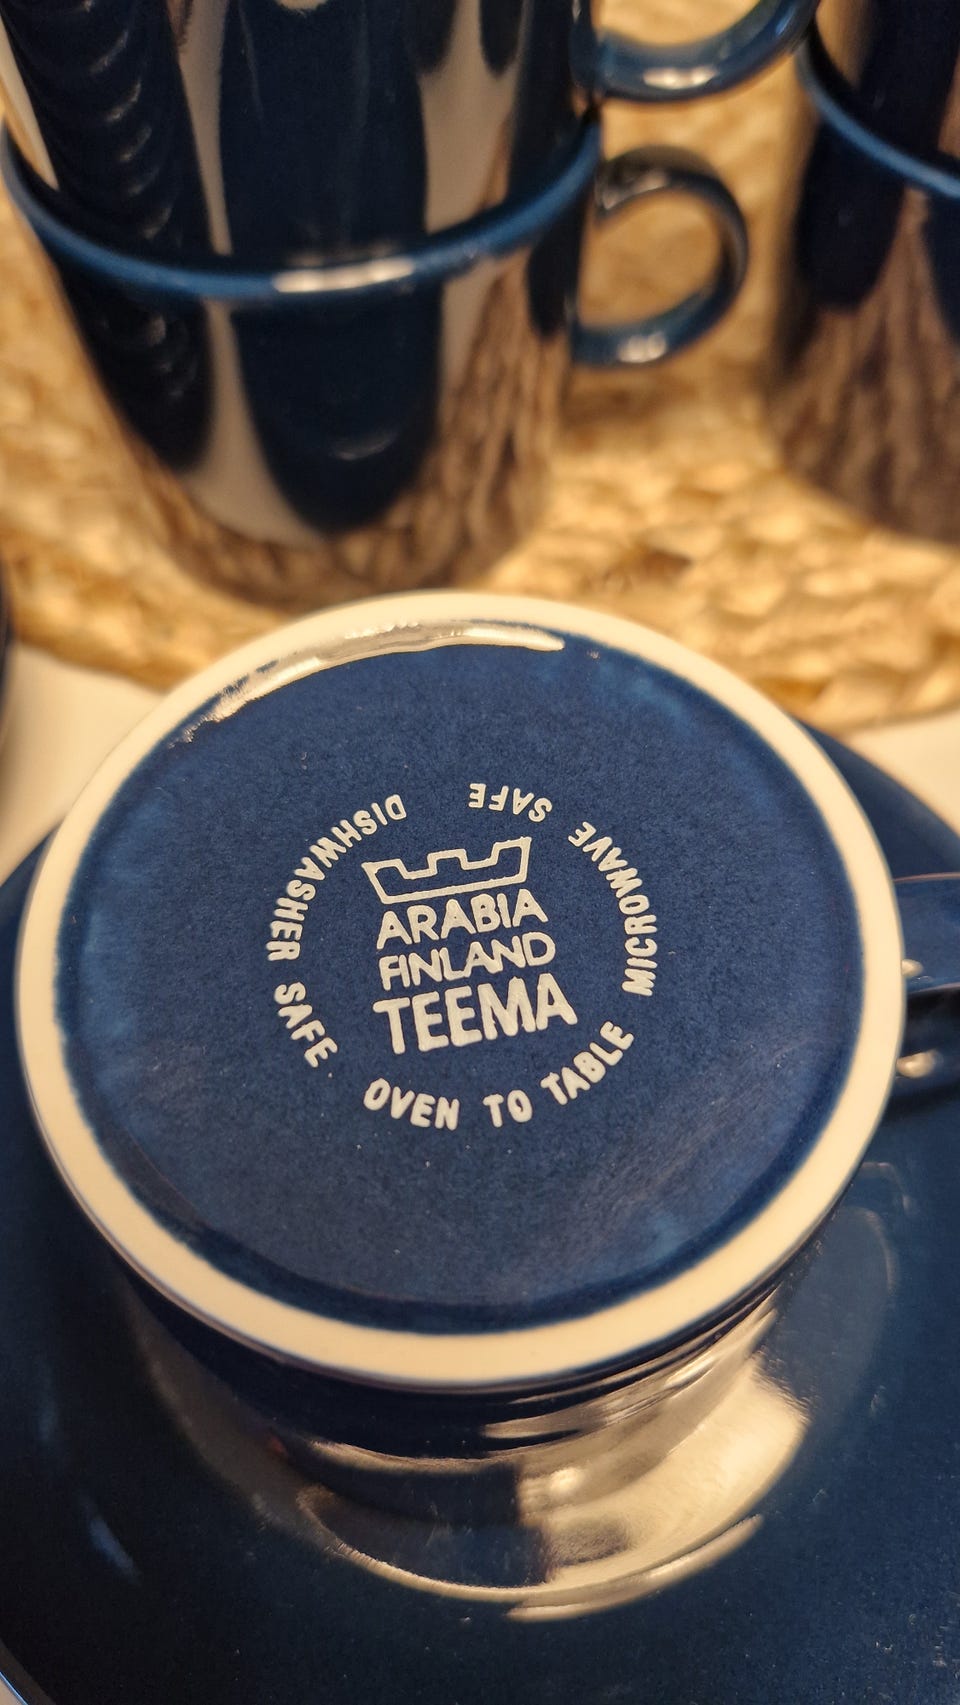 ARABIA
FINLAND
TEEMA
DISHWASHER SAFE
OVEN TO TABLE
MICROWAVE SAFE